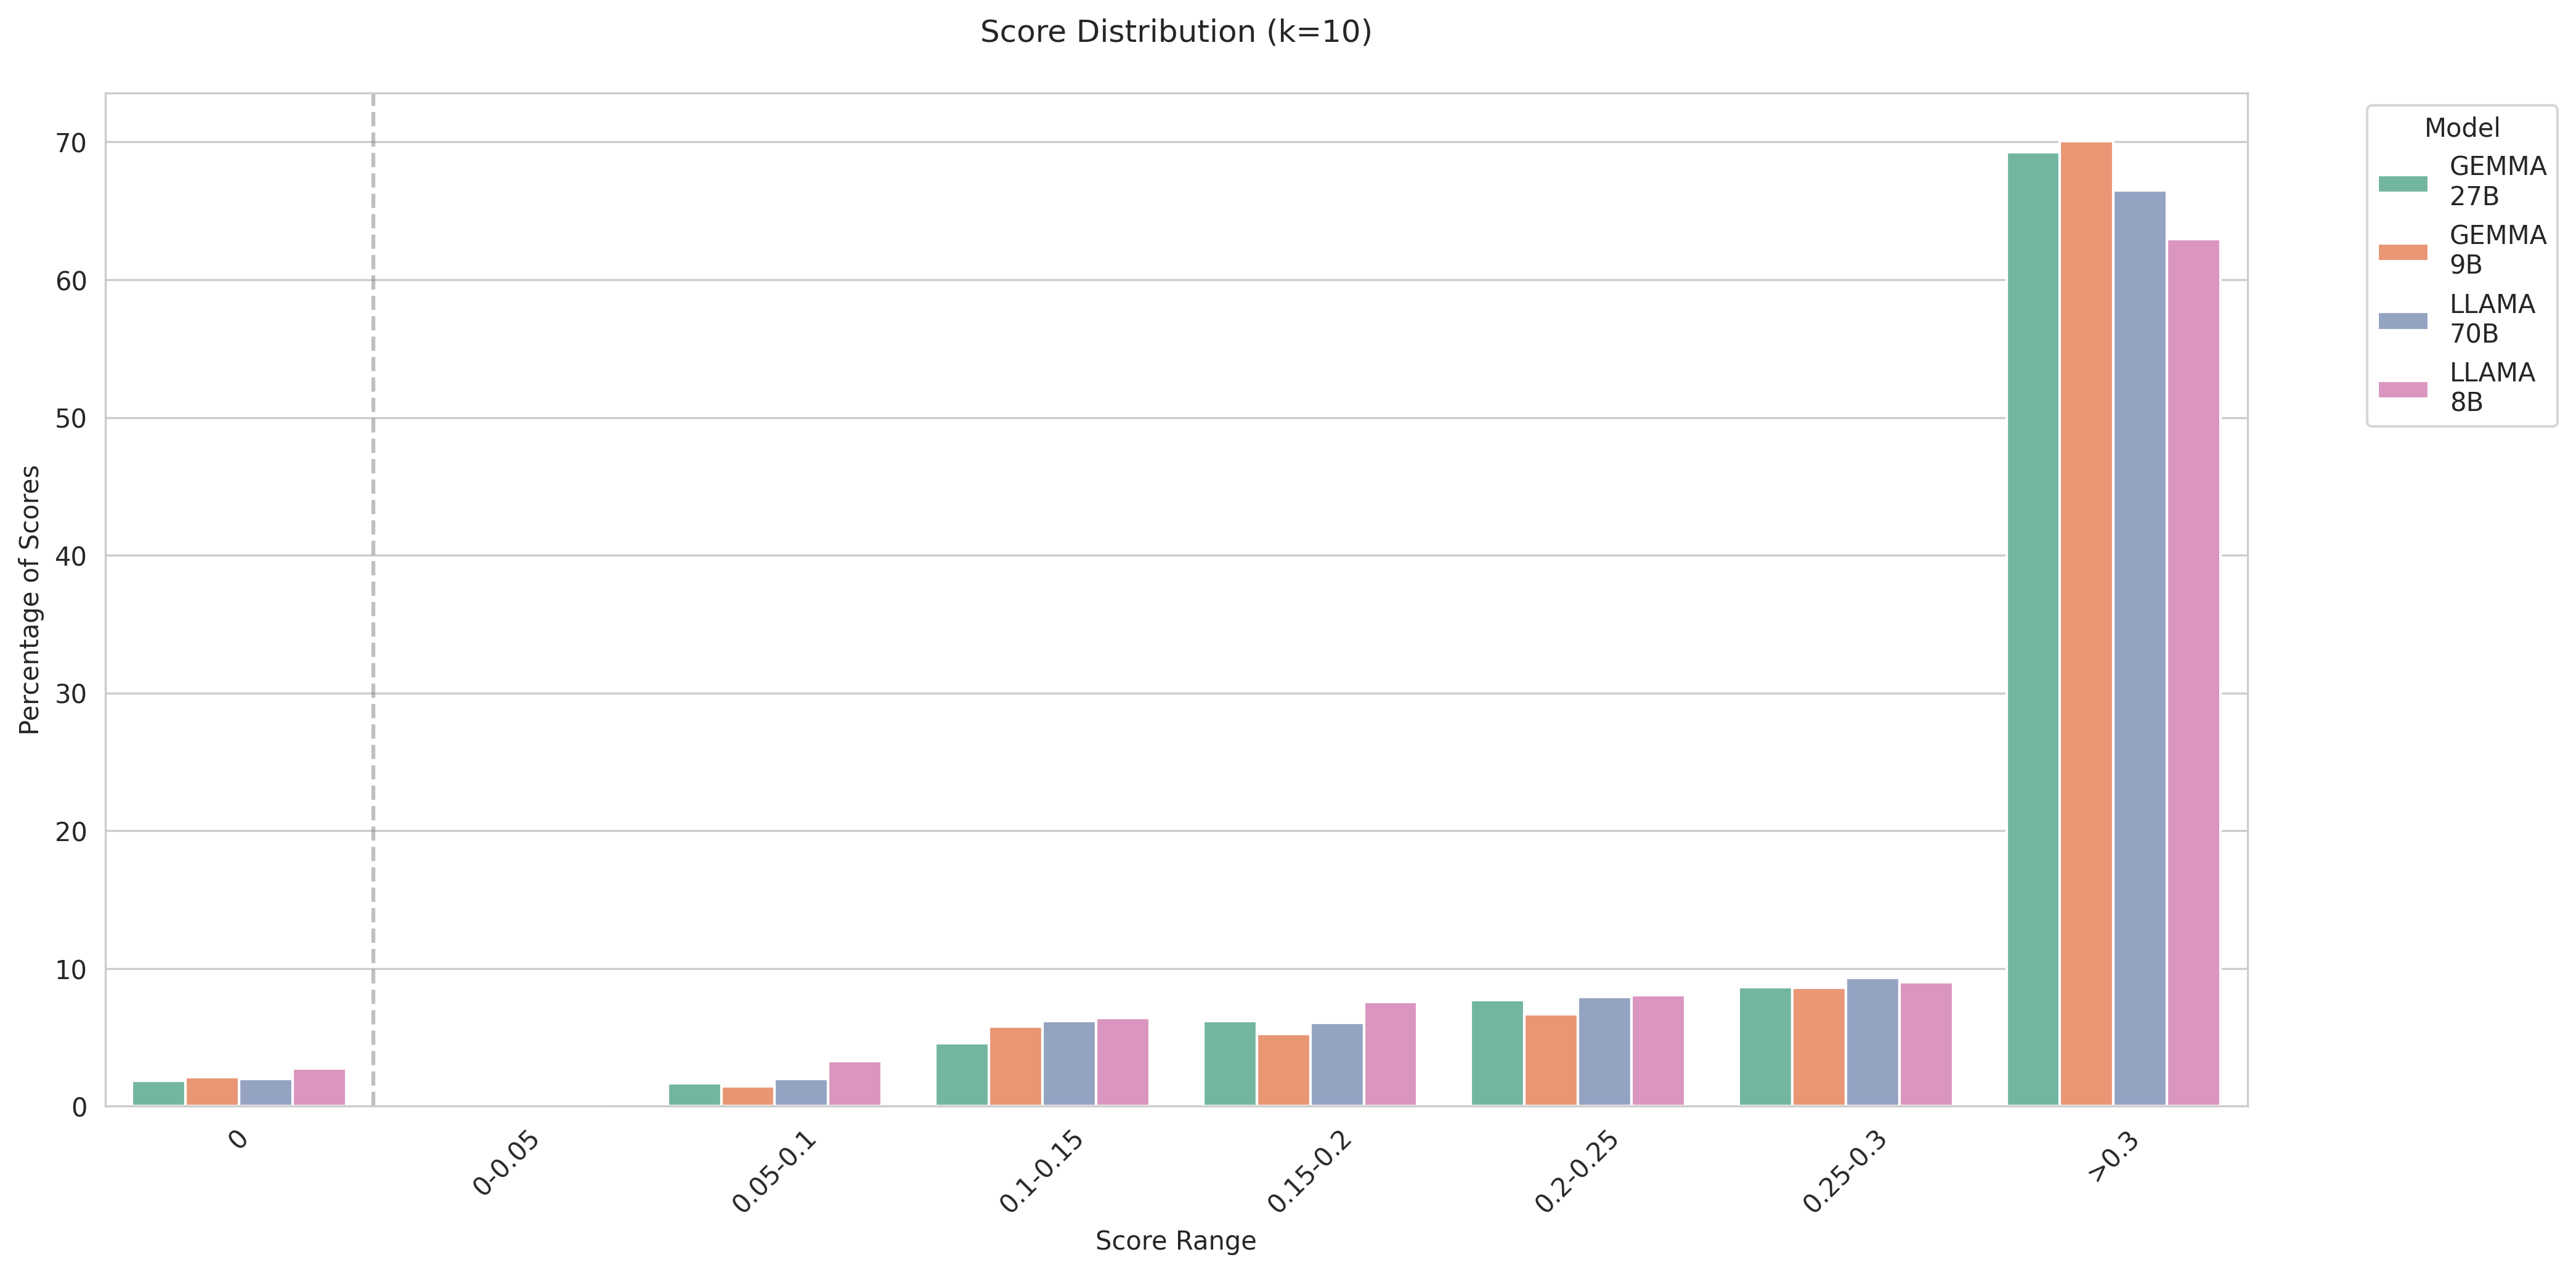 Score Distribution (k=10)
Model
GEMMA
27B
GEMMA
9B
LLAMA
70B
LLAMA
8B
Percentage of Scores
70
60
50
40
30
20
10
0
0
0-0.05
0.05-0.1
0.1-0.15
0.15-0.2
0.2-0.25
0.25-0.3
>0.3
Score Range